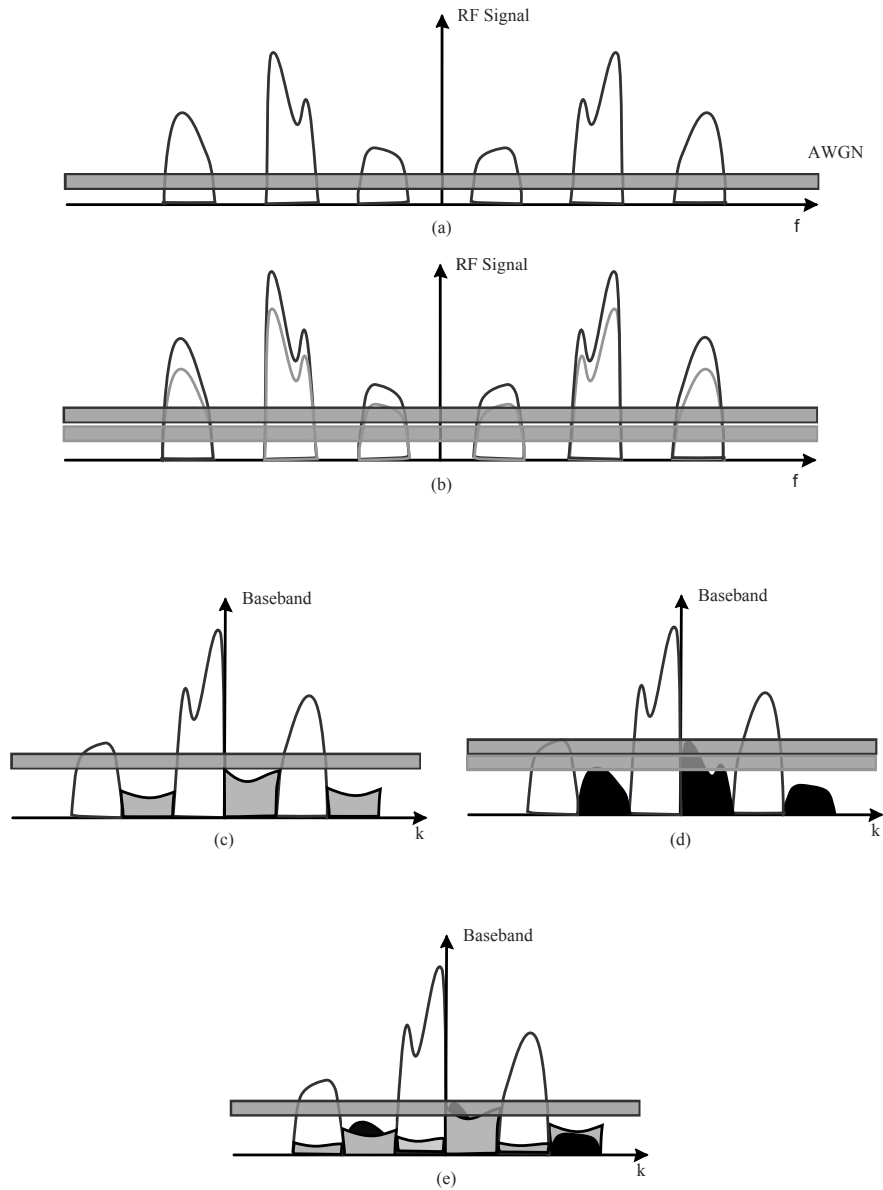 RF Signal
AWGN
(a)
f
RF Signal
(b)
f
Baseband
Baseband
(c)
k
(d)
k
Baseband
(e)
k